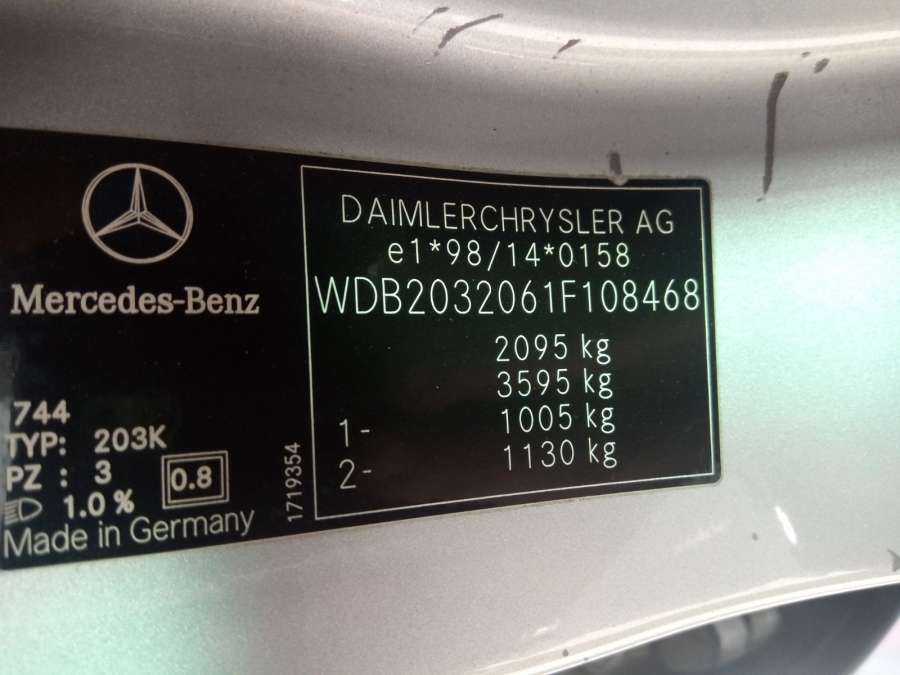 Mercedes-Benz
744
TYP: 203K
PZ : 3
0.8
1.0 %
Made in Germany
1719354
DAIMLERCHRYSLER AG
e1*98/14*0158
WDB2032061F108468
2095 kg
3595 kg
1- 1005 kg
2- 1130 kg